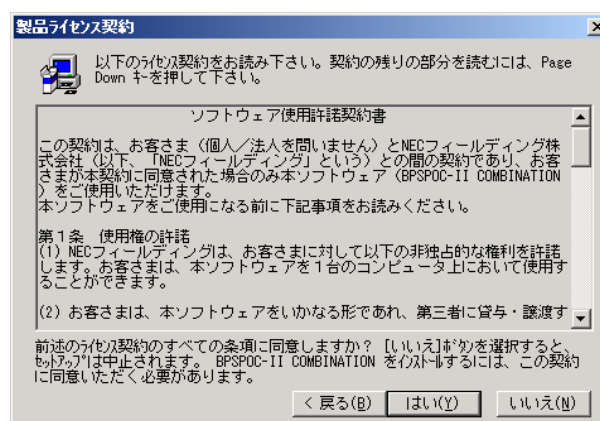 製品ライセンス契約
以下のライセンス契約をお読み下さい。契約の残りの部分を読むには、Page
Down キーを押して下さい。
ソフトウェア使用許諾契約書
この契約は、お客さま（個人／法人を問いません）とNECフィールディング株
式会社（以下、「NECフィールディング」という）との間の契約であり、お客
さまが本契約に同意された場合のみ本ソフトウェア（BPSPOC-II COMBINATION
）をご使用いただけます。
本ソフトウェアをご使用になる前に下記事項をお読みください。
第１条　使用権の許諾
(1) NECフィールディングは、お客さまに対して以下の非独占的な権利を許諾
します。お客さまは、本ソフトウェアを１台のコンピュータ上において使用す
ることができます。
(2) お客さまは、本ソフトウェアをいかなる形であれ、第三者に貸与・譲渡す
前述のライセンス契約のすべての条項に同意しますか？ [いいえ]ボタンを選択すると、
セットアップは中止されます。 BPSPOC-II COMBINATION をインストールするには、この契約
に同意いただく必要があります。
< 戻る(B)　はい(Y)　いいえ(N)